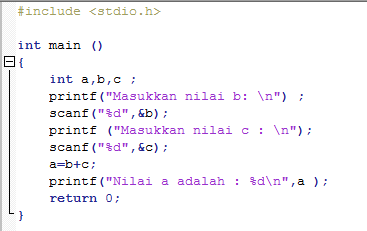 #include <stdio.h>
int main ()
{
int a,b,c ;
printf("Masukkan nilai b: \n") ;
scanf("%d",&b);
printf ("Masukkan nilai c : \n");
scanf("%d",&c);
a=b+c;
printf("Nilai a adalah : %d\n",a );
return 0;
}